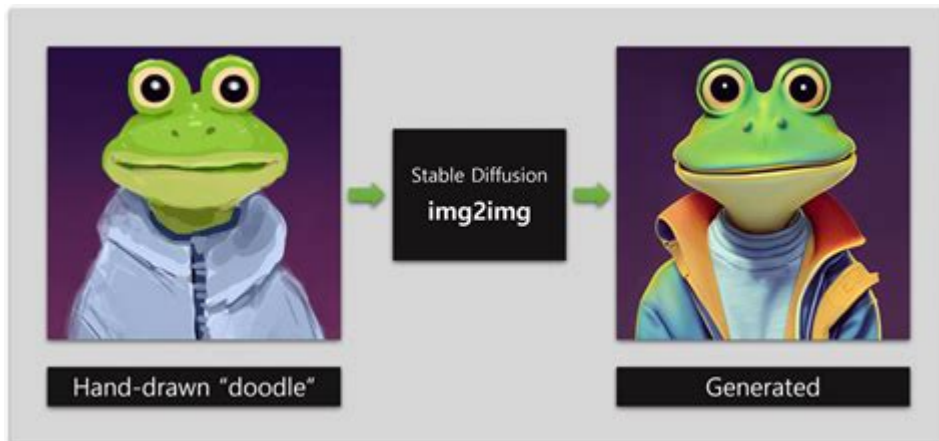 Stable Diffusion
img2img
Hand-drawn “doodle“
Generated